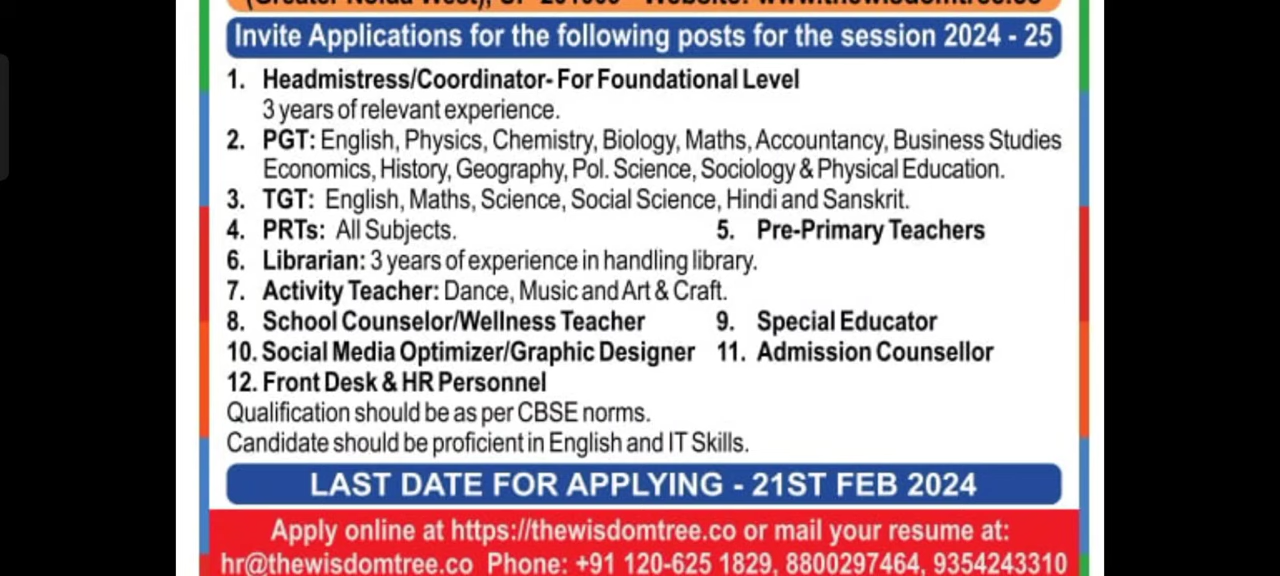 Invite Applications for the following posts for the session 2024 - 25
1. Headmistress/Coordinator- For Foundational Level
3 years of relevant experience.
2. PGT: English, Physics, Chemistry, Biology, Maths, Accountancy, Business Studies
Economics, History, Geography, Pol. Science, Sociology & Physical Education.
3. TGT: English, Maths, Science, Social Science, Hindi and Sanskrit.
4. PRTs: All Subjects. 5. Pre-Primary Teachers
6. Librarian: 3 years of experience in handling library.
7. Activity Teacher: Dance, Music and Art & Craft.
8. School Counselor/Wellness Teacher 9. Special Educator
10. Social Media Optimizer/Graphic Designer 11. Admission Counsellor
12. Front Desk & HR Personnel
Qualification should be as per CBSE norms.
Candidate should be proficient in English and IT Skills.
LAST DATE FOR APPLYING - 21ST FEB 2024
Apply online at https://thewisdomtree.co or mail your resume at:
hr@thewisdomtree.co Phone: +91 120-625 1829, 8800297464, 9354243310